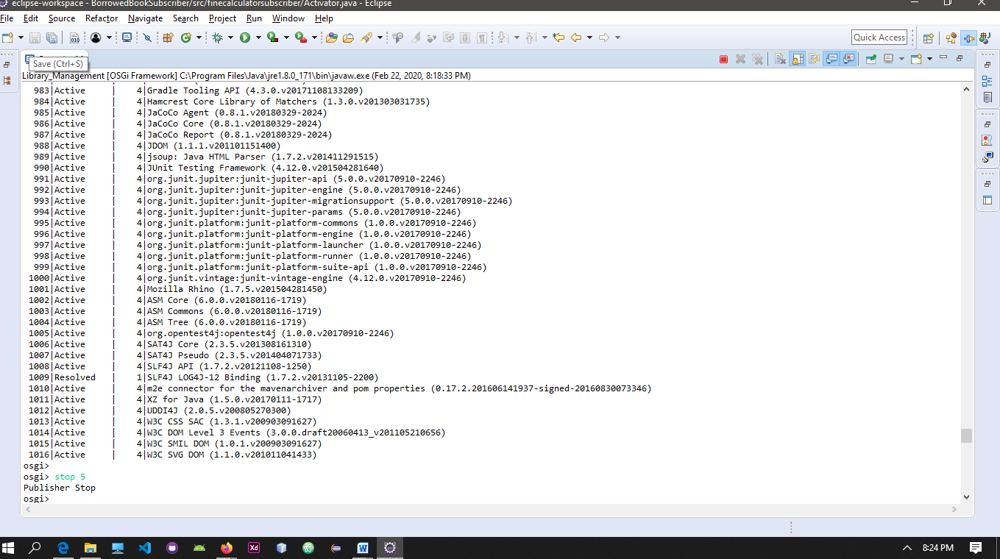 eclipse-workspace - BorrowedBookSubscriber/src/finecalculatorsubscriber/Activator.java - Eclipse
File Edit Source Refactor Navigate Search Project Run Window Help
Quick Access
Save (Ctrl+S)
Library_Management [OSGi Framework] C:\Program Files\Java\jre1.8.0_171\bin\javaw.exe (Feb 22, 2020, 8:18:33 PM)
983|Active | 4|Gradle Tooling API (4.3.0.v20171108133209)
984|Active | 4|Hamcrest Core Library of Matchers (1.3.0.v201303031735)
985|Active | 4|JaCoCo Agent (0.8.1.v20180329-2024)
986|Active | 4|JaCoCo Core (0.8.1.v20180329-2024)
987|Active | 4|JaCoCo Report (0.8.1.v20180329-2024)
988|Active | 4|JDOM (1.1.1.v201101151400)
989|Active | 4|jsoup: Java HTML Parser (1.7.2.v201411291515)
990|Active | 4|JUnit Testing Framework (4.12.0.v201504281640)
991|Active | 4|org.junit.jupiter:junit-jupiter-api (5.0.0.v20170910-2246)
992|Active | 4|org.junit.jupiter:junit-jupiter-engine (5.0.0.v20170910-2246)
993|Active | 4|org.junit.jupiter:junit-jupiter-migrationsupport (5.0.0.v20170910-2246)
994|Active | 4|org.junit.jupiter:junit-jupiter-params (5.0.0.v20170910-2246)
995|Active | 4|org.junit.platform:junit-platform-commons (1.0.0.v20170910-2246)
996|Active | 4|org.junit.platform:junit-platform-engine (1.0.0.v20170910-2246)
997|Active | 4|org.junit.platform:junit-platform-launcher (1.0.0.v20170910-2246)
998|Active | 4|org.junit.platform:junit-platform-runner (1.0.0.v20170910-2246)
999|Active | 4|org.junit.platform:junit-platform-suite-api (1.0.0.v20170910-2246)
1000|Active | 4|org.junit.vintage:junit-vintage-engine (4.12.0.v20170910-2246)
1001|Active | 4|Mozilla Rhino (1.7.5.v201504281450)
1002|Active | 4|ASM Core (6.0.0.v20180116-1719)
1003|Active | 4|ASM Commons (6.0.0.v20180116-1719)
1004|Active | 4|ASM Tree (6.0.0.v20180116-1719)
1005|Active | 4|org.opentest4j:opentest4j (1.0.0.v20170910-2246)
1006|Active | 4|SAT4J Core (2.3.5.v201308161310)
1007|Active | 4|SAT4J Pseudo (2.3.5.v201404071733)
1008|Active | 4|SLF4J API (1.7.2.v20121108-1250)
1009|Resolved | 1|SLF4J LOG4J-12 Binding (1.7.2.v20131105-2200)
1010|Active | 4|m2e connector for the mavenarchiver and pom properties (0.17.2.201606141937-signed-20160830073346)
1011|Active | 4|XZ for Java (1.5.0.v20170111-1717)
1012|Active | 4|UDDI4J (2.0.5.v200805270300)
1013|Active | 4|W3C CSS SAC (1.3.1.v200903091627)
1014|Active | 4|W3C DOM Level 3 Events (3.0.0.draft20060413_v201105210656)
1015|Active | 4|W3C SMIL DOM (1.0.1.v200903091627)
1016|Active | 4|W3C SVG DOM (1.1.0.v201011041433)
osgi>
osgi> stop 5
Publisher Stop
osgi>
Xd
8:24 PM